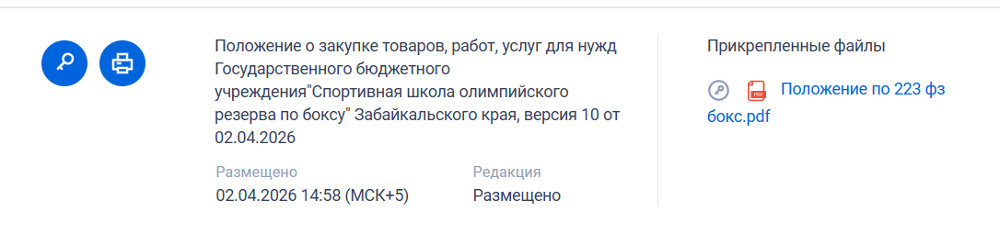 Положение о закупке товаров, работ, услуг для нужд
Государственного бюджетного
учреждения"Спортивная школа олимпийского
резерва по боксу" Забайкальского края, версия 10 от
02.04.2026
Размещено
02.04.2026 14:58 (МСК+5)
Редакция
Размещено
Прикрепленные файлы
PDF
Положение по 223 фз
бокс.pdf